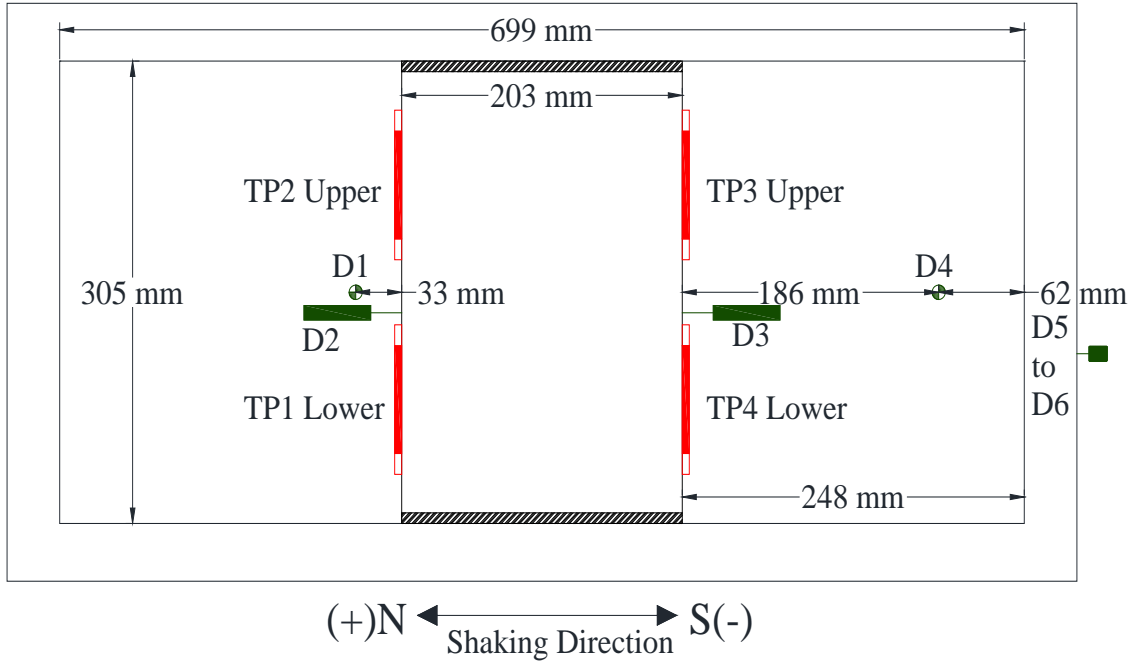 699 mm
203 mm
TP2 Upper
TP3 Upper
D1
D4
305 mm
33 mm
186 mm
62 mm
D2
D3
D5
to
D6
TP1 Lower
TP4 Lower
248 mm
(+)N
S(-)
Shaking Direction